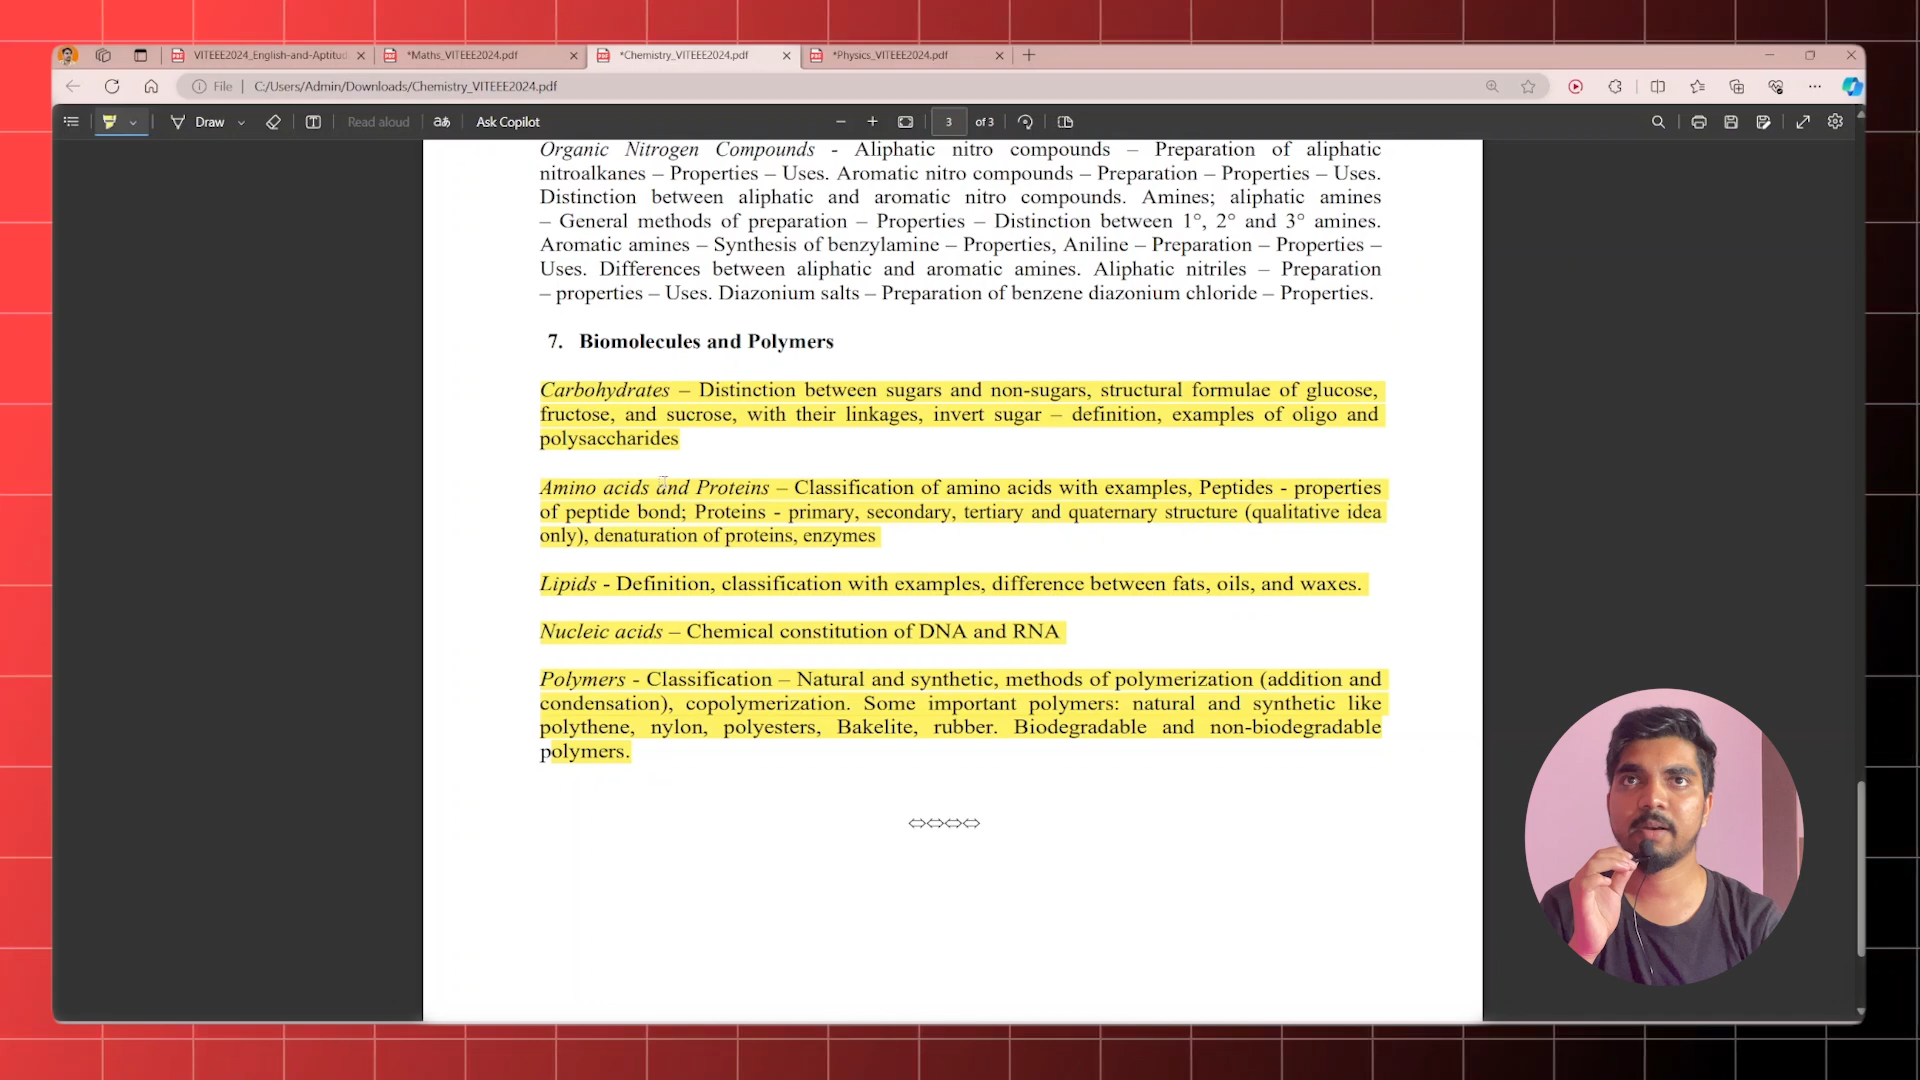 VITEEE2024_English-and-Aptitud
*Maths_VITEEE2024.pdf
*Chemistry_VITEEE2024.pdf
*Physics_VITEEE2024.pdf
File
C:/Users/Admin/Downloads/Chemistry_VITEEE2024.pdf
Draw
Read aloud
aあ
Ask Copilot
3
of 3
Organic Nitrogen Compounds - Aliphatic nitro compounds – Preparation of aliphatic
nitroalkanes – Properties – Uses. Aromatic nitro compounds – Preparation – Properties – Uses.
Distinction between aliphatic and aromatic nitro compounds. Amines; aliphatic amines
– General methods of preparation – Properties – Distinction between 1°, 2° and 3° amines.
Aromatic amines – Synthesis of benzylamine – Properties, Aniline – Preparation – Properties –
Uses. Differences between aliphatic and aromatic amines. Aliphatic nitriles – Preparation
– properties – Uses. Diazonium salts – Preparation of benzene diazonium chloride – Properties.
7. Biomolecules and Polymers
Carbohydrates – Distinction between sugars and non-sugars, structural formulae of glucose,
fructose, and sucrose, with their linkages, invert sugar – definition, examples of oligo and
polysaccharides
Amino acids and Proteins – Classification of amino acids with examples, Peptides - properties
of peptide bond; Proteins - primary, secondary, tertiary and quaternary structure (qualitative idea
only), denaturation of proteins, enzymes
Lipids - Definition, classification with examples, difference between fats, oils, and waxes.
Nucleic acids – Chemical constitution of DNA and RNA
Polymers - Classification – Natural and synthetic, methods of polymerization (addition and
condensation), copolymerization. Some important polymers: natural and synthetic like
polythene, nylon, polyesters, Bakelite, rubber. Biodegradable and non-biodegradable
polymers.